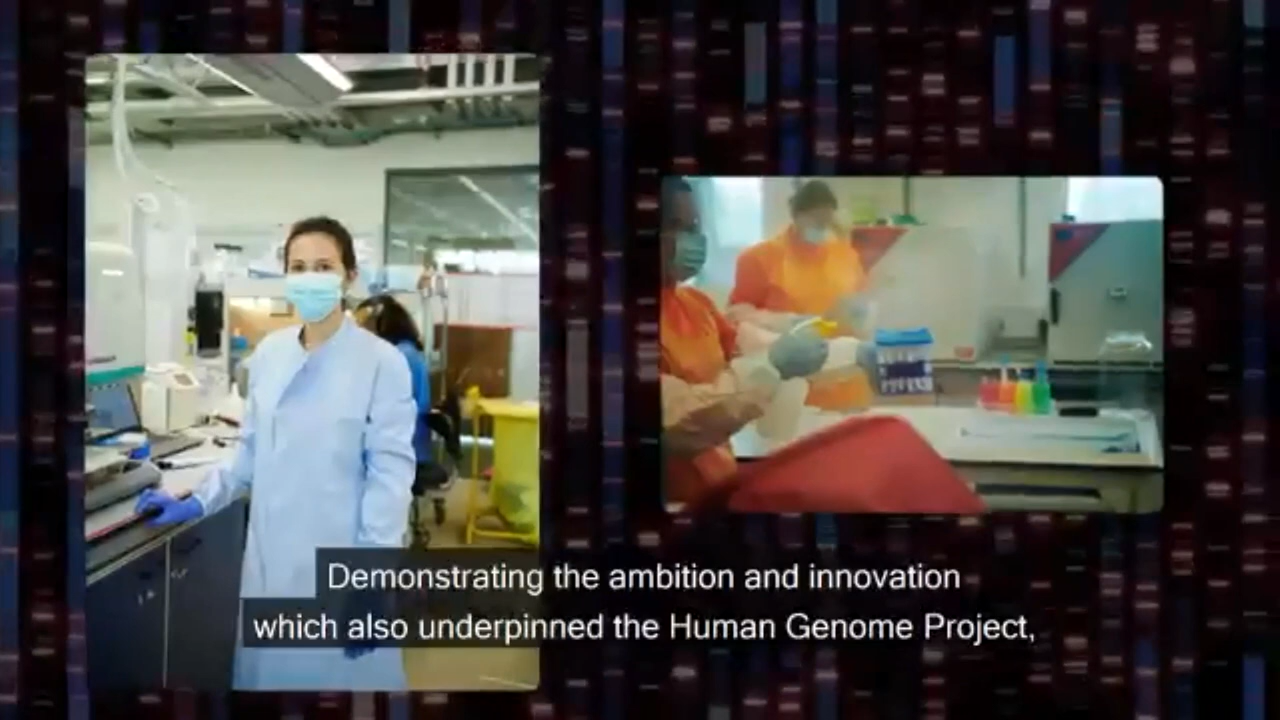 Demonstrating the ambition and innovation
which also underpinned the Human Genome Project,